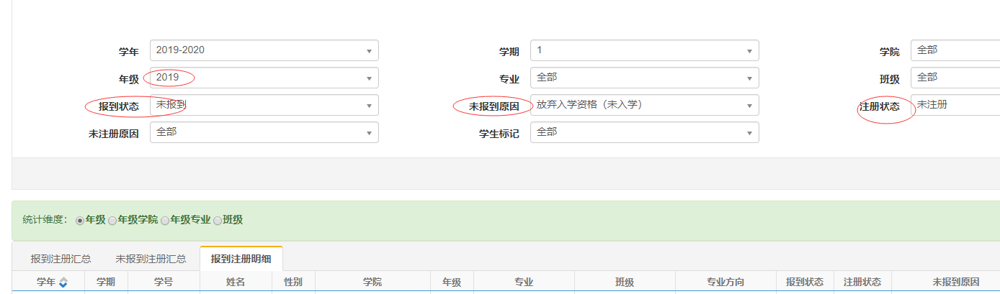 学年 2019-2020 学期 1 学院 全部
年级 2019 专业 全部 班级 全部
报到状态 未报到 未报到原因 放弃入学资格（未入学） 注册状态 未注册
未注册原因 全部 学生标记 全部
统计维度： 年级 年级学院 年级专业 班级
报到注册汇总 未报到注册汇总 报到注册明细
学年 学期 学号 姓名 性别 学院 年级 专业 班级 专业方向 报到状态 注册状态 未报到原因